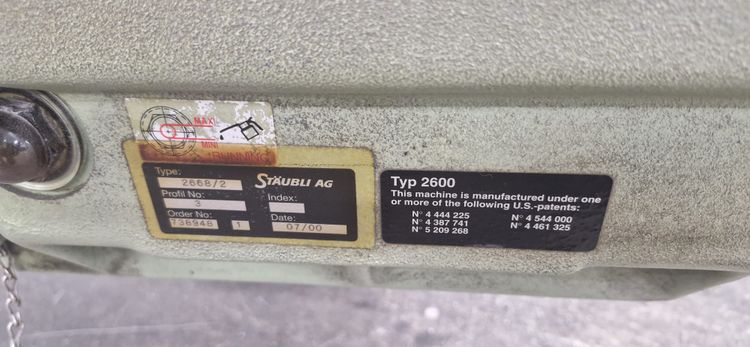 MAXI
MINI
RUNNING
Type:
2668/2
STÄUBLI AG
Profil No:
3
Index:
Order No:
738948
1
Date:
07/00
Typ 2600
This machine is manufactured under one
or more of the following U.S.-patents:
N° 4 444 225
N° 4 544 000
N° 4 387 741
N° 4 461 325
N° 5 209 268